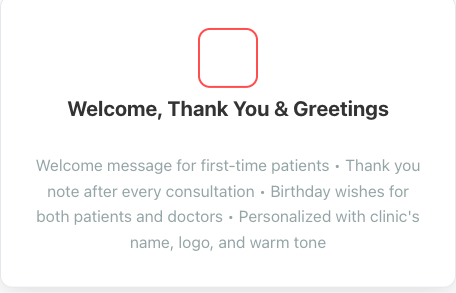 Welcome, Thank You & Greetings
Welcome message for first-time patients • Thank you
note after every consultation • Birthday wishes for
both patients and doctors • Personalized with clinic's
name, logo, and warm tone